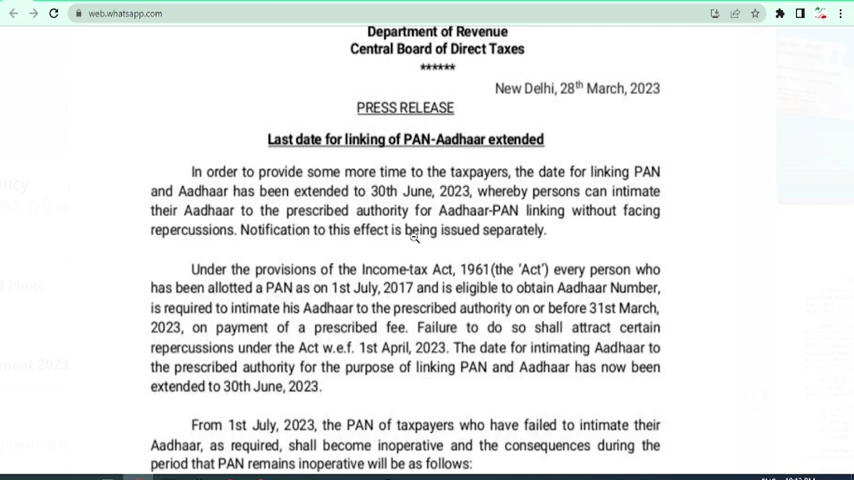 web.whatsapp.com
Department of Revenue
Central Board of Direct Taxes
******
New Delhi, 28th March, 2023
PRESS RELEASE
Last date for linking of PAN-Aadhaar extended
In order to provide some more time to the taxpayers, the date for linking PAN
and Aadhaar has been extended to 30th June, 2023, whereby persons can intimate
their Aadhaar to the prescribed authority for Aadhaar-PAN linking without facing
repercussions. Notification to this effect is being issued separately.
Under the provisions of the Income-tax Act, 1961(the 'Act') every person who
has been allotted a PAN as on 1st July, 2017 and is eligible to obtain Aadhaar Number,
is required to intimate his Aadhaar to the prescribed authority on or before 31st March,
2023, on payment of a prescribed fee. Failure to do so shall attract certain
repercussions under the Act w.e.f. 1st April, 2023. The date for intimating Aadhaar to
the prescribed authority for the purpose of linking PAN and Aadhaar has now been
extended to 30th June, 2023.
From 1st July, 2023, the PAN of taxpayers who have failed to intimate their
Aadhaar, as required, shall become inoperative and the consequences during the
period that PAN remains inoperative will be as follows: